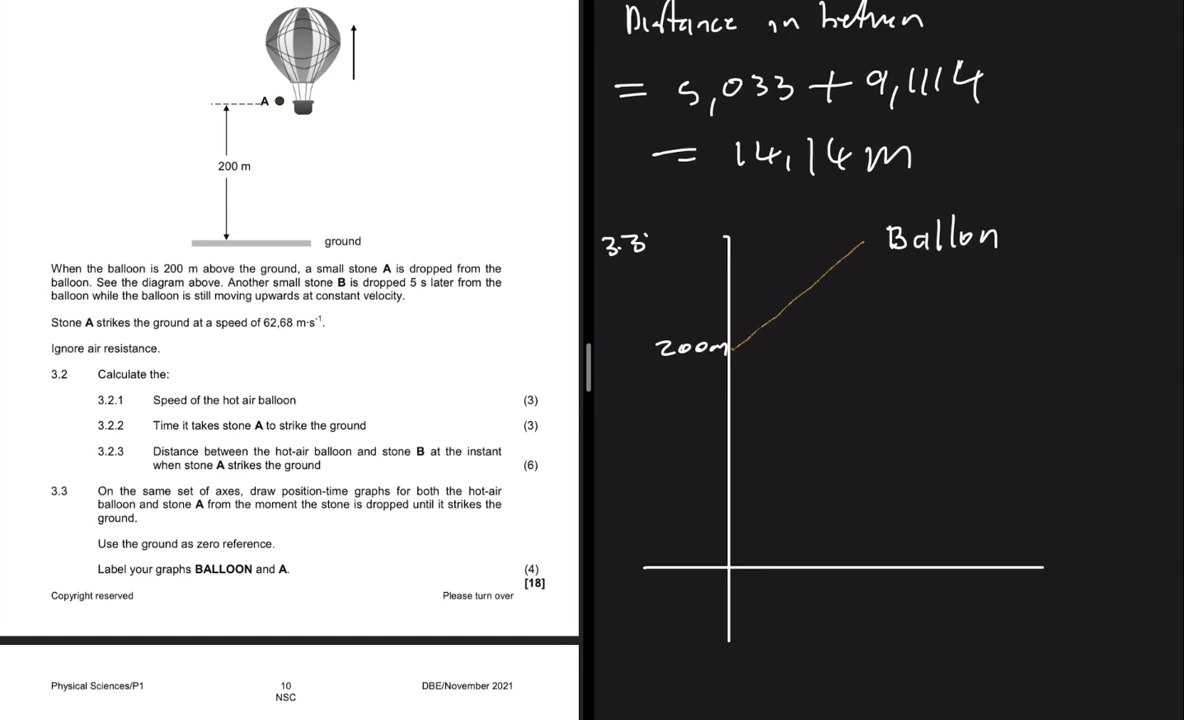 A
200 m
ground
When the balloon is 200 m above the ground, a small stone A is dropped from the
balloon. See the diagram above. Another small stone B is dropped 5 s later from the
balloon while the balloon is still moving upwards at constant velocity.
Stone A strikes the ground at a speed of 62,68 m·s⁻¹.
Ignore air resistance.
3.2 Calculate the:
3.2.1 Speed of the hot air balloon (3)
3.2.2 Time it takes stone A to strike the ground (3)
3.2.3 Distance between the hot-air balloon and stone B at the instant
when stone A strikes the ground (6)
3.3 On the same set of axes, draw position-time graphs for both the hot-air
balloon and stone A from the moment the stone is dropped until it strikes the
ground.
Use the ground as zero reference.
Label your graphs BALLOON and A. (4)
[18]
Copyright reserved Please turn over
Physical Sciences/P1 10 DBE/November 2021
NSC
Distance in between
= 5,033 + 9,1114
= 14,14 m
3.3
Ballon
200m